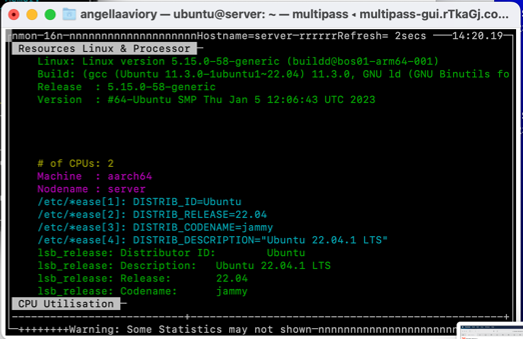 angellaaviory — ubuntu@server: ~ — multipass ◂ multipass-gui.rTkaGj.co...
nmon-16n-nnnnnnnnnnnnnnnnnnnnnHostname=server-rrrrrrRefresh= 2secs ———14:20.19—
Resources Linux & Processor
Linux: Linux version 5.15.0-58-generic (buildd@bos01-arm64-001)
Build: (gcc (Ubuntu 11.3.0-1ubuntu1~22.04) 11.3.0, GNU ld (GNU Binutils fo
Release  : 5.15.0-58-generic
Version  : #64-Ubuntu SMP Thu Jan 5 12:06:43 UTC 2023
# of CPUs: 2
Machine  : aarch64
Nodename : server
/etc/*ease[1]: DISTRIB_ID=Ubuntu
/etc/*ease[2]: DISTRIB_RELEASE=22.04
/etc/*ease[3]: DISTRIB_CODENAME=jammy
/etc/*ease[4]: DISTRIB_DESCRIPTION="Ubuntu 22.04.1 LTS"
lsb_release: Distributor ID:        Ubuntu
lsb_release: Description:   Ubuntu 22.04.1 LTS
lsb_release: Release:       22.04
lsb_release: Codename:      jammy
CPU Utilisation
---------------------------+-------------------------------------------------+
++++++++Warning: Some Statistics may not shown—nnnnnnnnnnnnnnnnnnnnnn